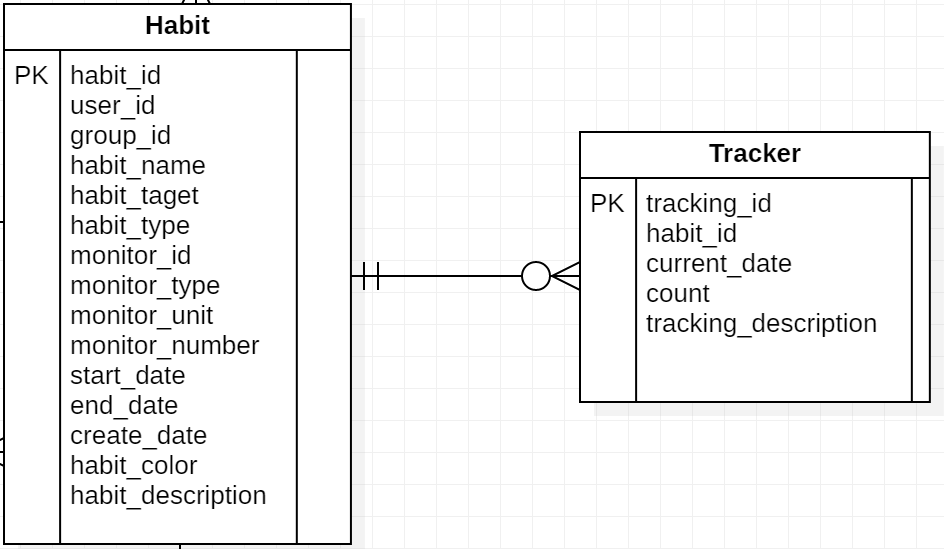 Habit
PK habit_id
user_id
group_id
habit_name
habit_taget
habit_type
monitor_id
monitor_type
monitor_unit
monitor_number
start_date
end_date
create_date
habit_color
habit_description
Tracker
PK tracking_id
habit_id
current_date
count
tracking_description